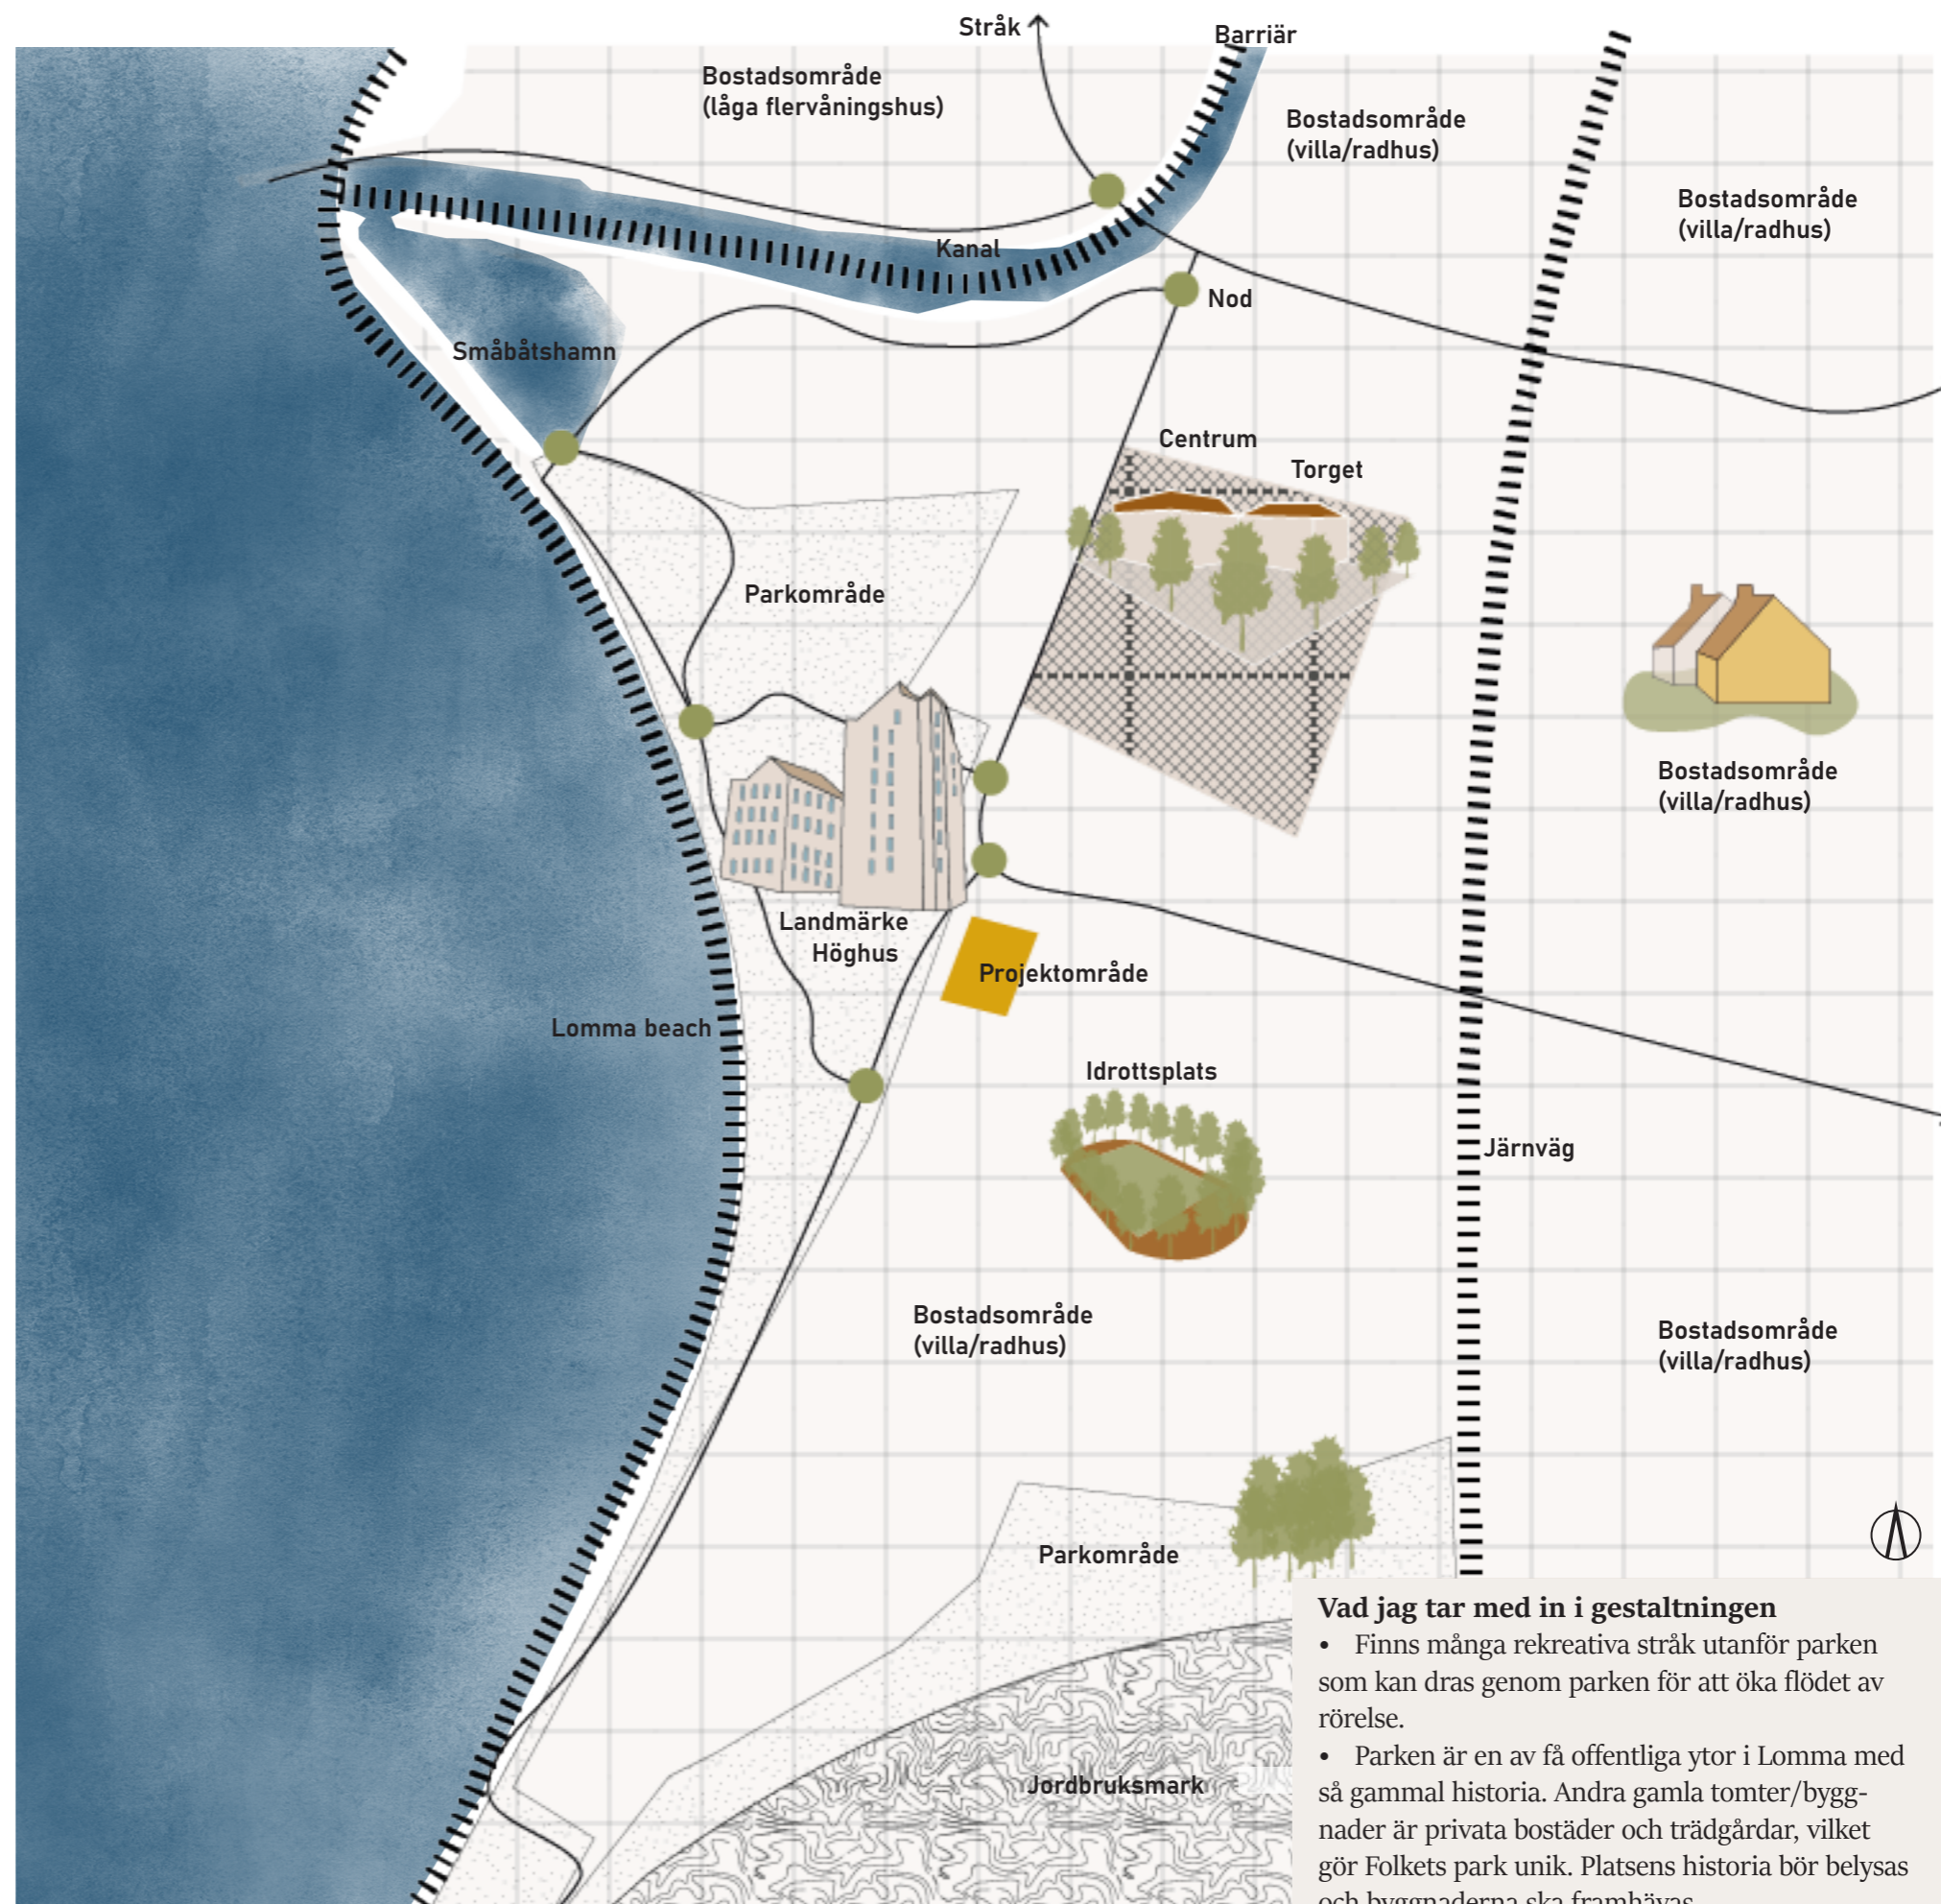 Stråk
Barriär
Bostadsområde
(låga flervåningshus)
Bostadsområde
(villa/radhus)
Bostadsområde
(villa/radhus)
Kanal
Nod
Småbåtshamn
Centrum
Torget
Parkområde
Bostadsområde
(villa/radhus)
Landmärke
Höghus
Projektområde
Lomma beach
Idrottsplats
Järnväg
Bostadsområde
(villa/radhus)
Bostadsområde
(villa/radhus)
Parkområde
Jordbruksmark
Vad jag tar med in i gestaltningen
• Finns många rekreativa stråk utanför parken
som kan dras genom parken för att öka flödet av
rörelse.
• Parken är en av få offentliga ytor i Lomma med
så gammal historia. Andra gamla tomter/bygg-
nader är privata bostäder och trädgårdar, vilket
gör Folkets park unik. Platsens historia bör belysas
och byggnaderna ska framhävas.